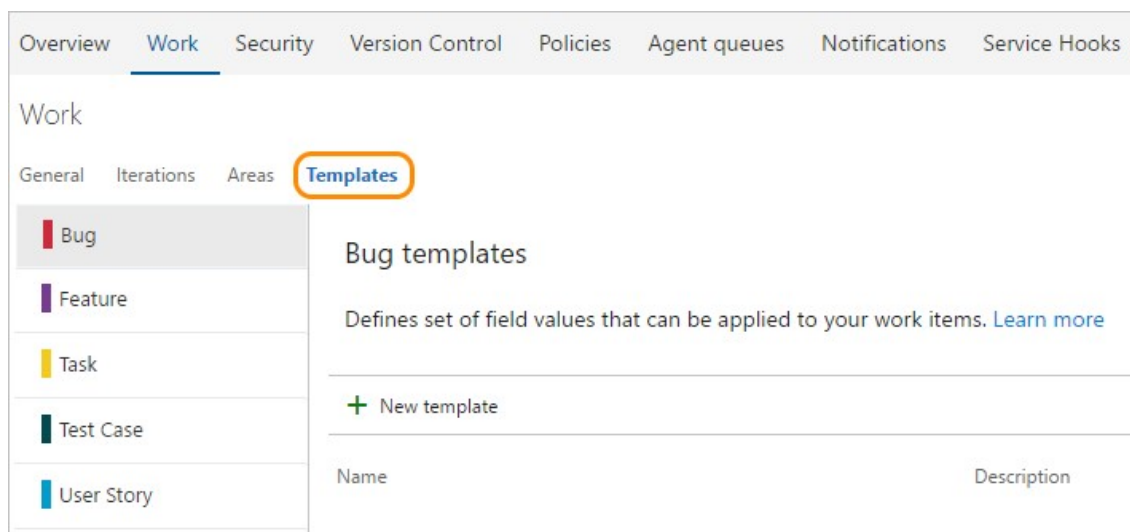 Overview Work Security Version Control Policies Agent queues Notifications Service Hooks
Work
General Iterations Areas Templates
Bug
Feature
Task
Test Case
User Story
Bug templates
Defines set of field values that can be applied to your work items. Learn more
+ New template
Name Description